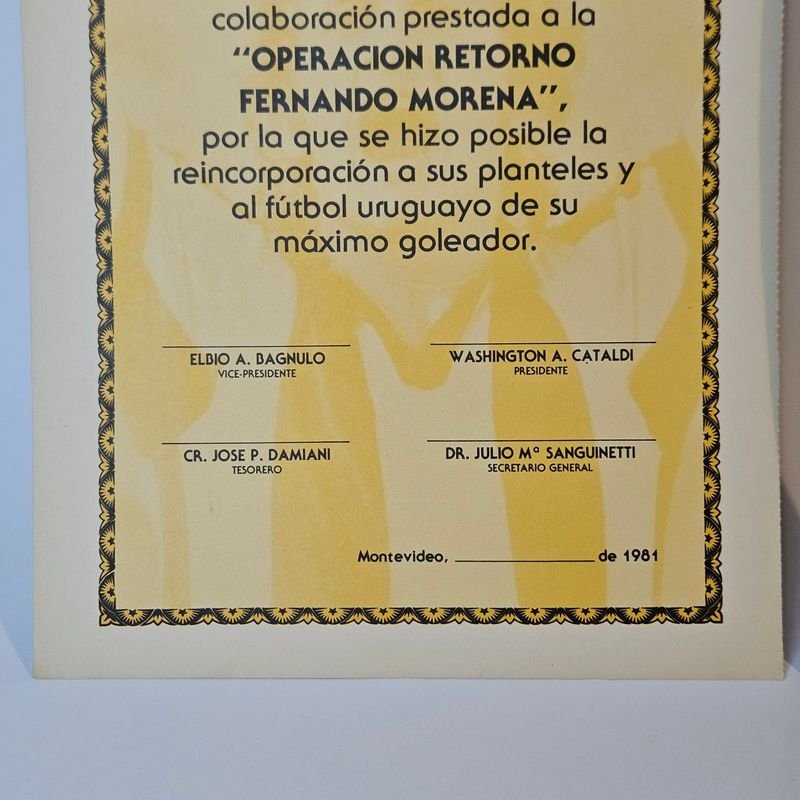 colaboración prestada a la
“OPERACION RETORNO
FERNANDO MORENA”,
por la que se hizo posible la
reincorporación a sus planteles y
al fútbol uruguayo de su
máximo goleador.
ELBIO A. BAGNULO
VICE-PRESIDENTE
WASHINGTON A. CATALDI
PRESIDENTE
CR. JOSE P. DAMIANI
TESORERO
DR. JULIO Mª SANGUINETTI
SECRETARIO GENERAL
Montevideo, ____________ de 1981